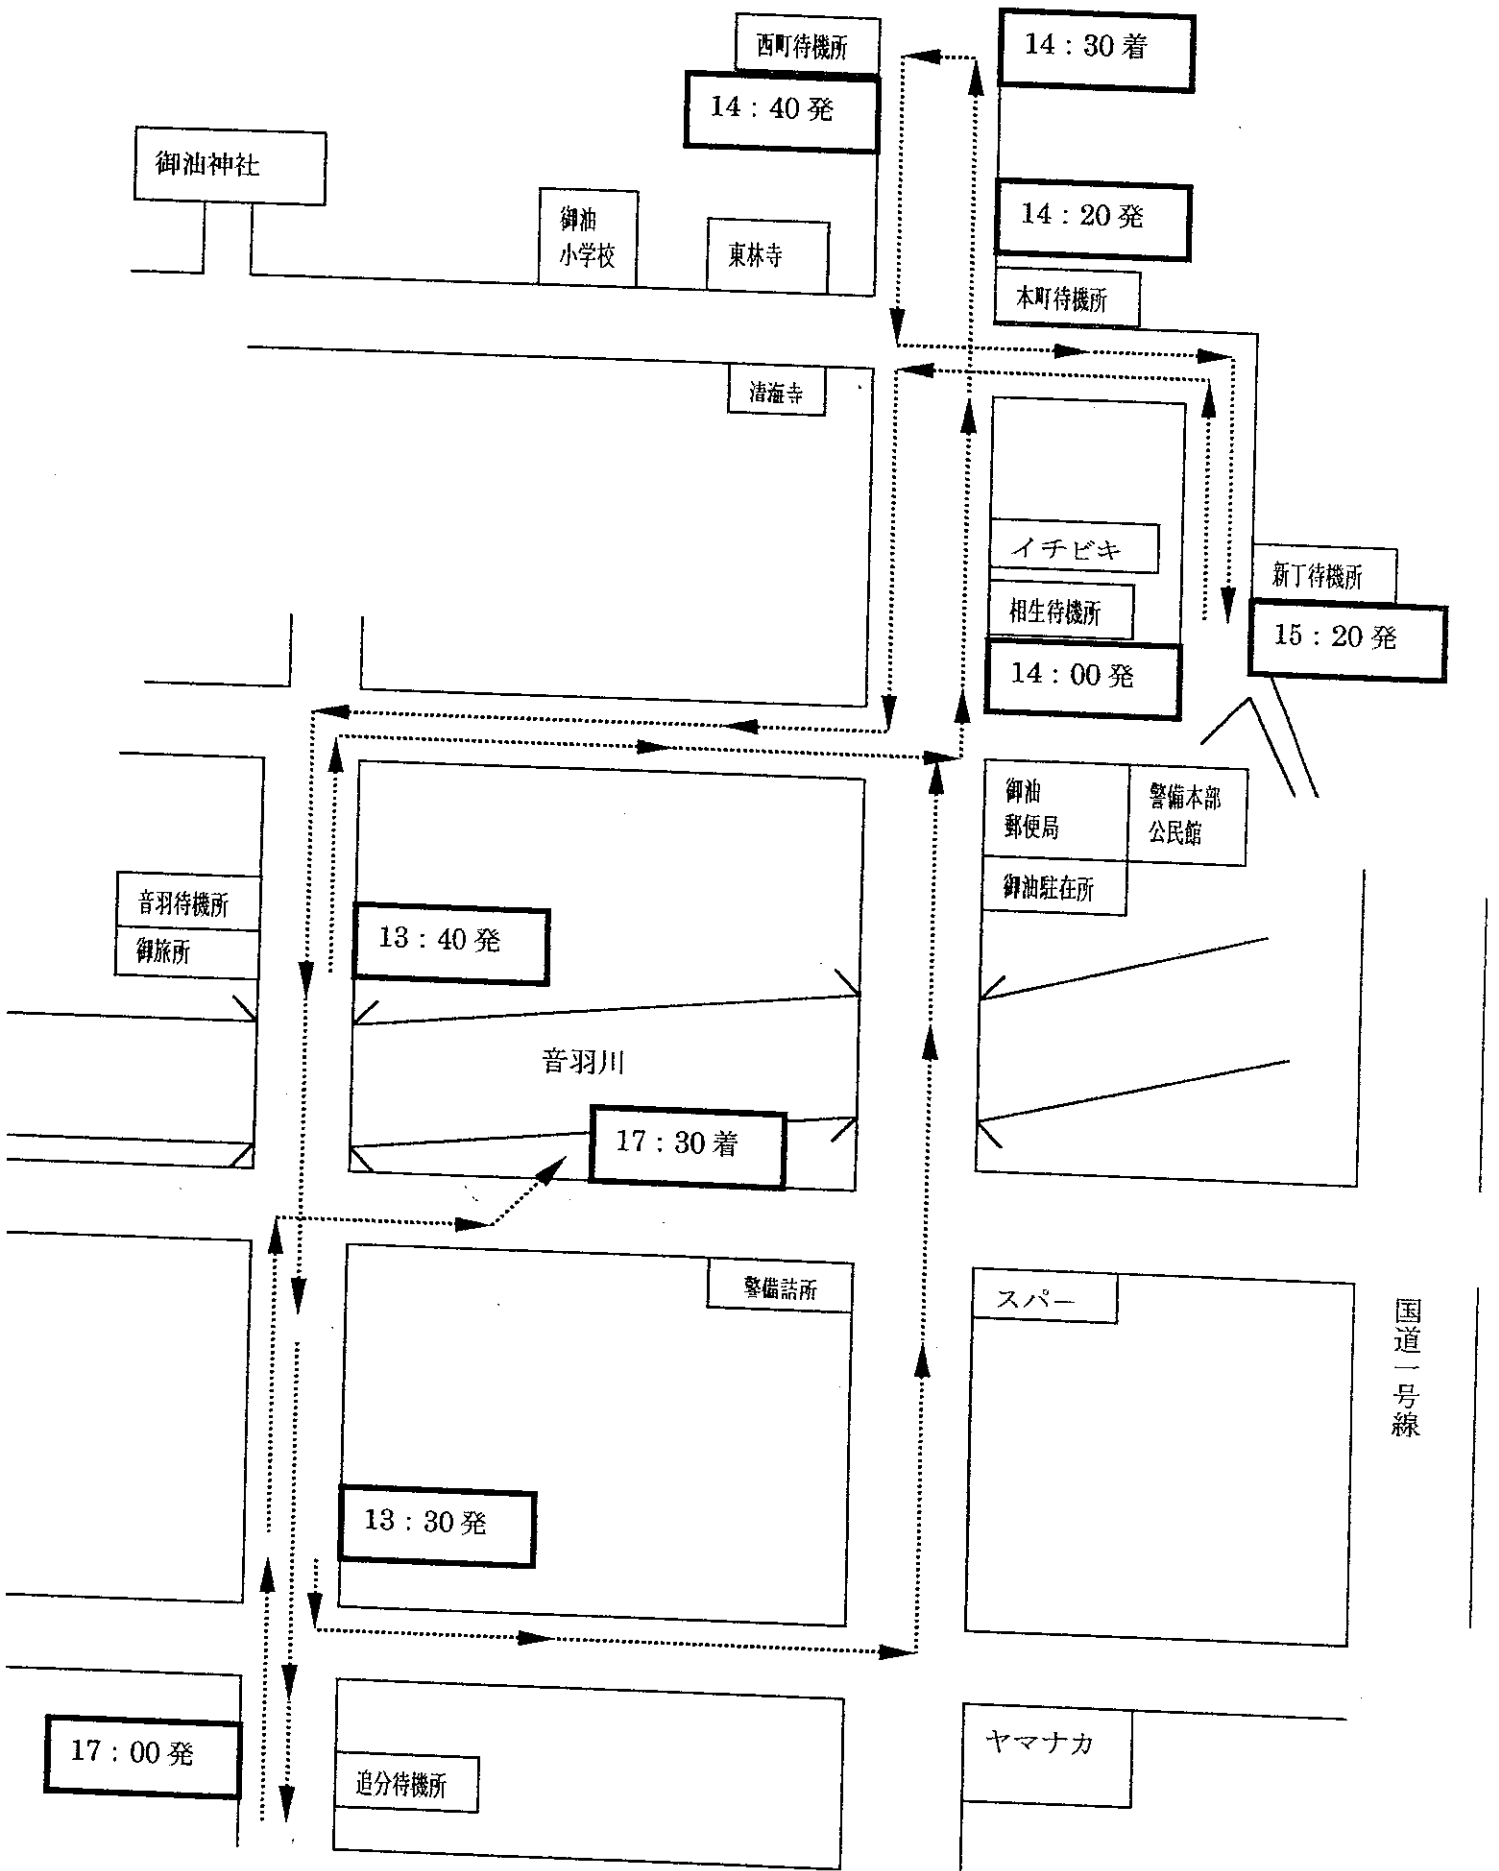 西町待機所
14：30着
14：40発
御油神社
14：20発
御油
小学校
東林寺
本町待機所
清海寺
イチビキ
新丁待機所
相生待機所
15：20発
14：00発
御油
郵便局
警備本部
公民館
御油駐在所
音羽待機所
御旅所
13：40発
音羽川
17：30着
警備詰所
スパー
国道一号線
13：30発
17：00発
ヤマナカ
追分待機所